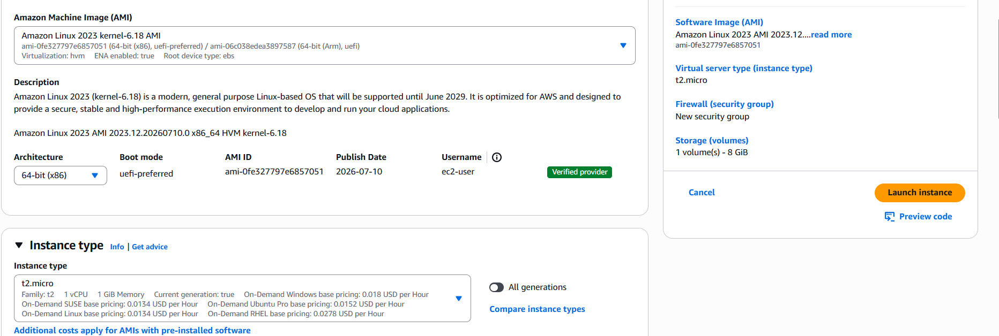 Amazon Machine Image (AMI)
Amazon Linux 2023 kernel-6.18 AMI
ami-0fe327797e6857051 (64-bit (x86), uefi-preferred) / ami-06c038edea3897587 (64-bit (Arm), uefi)
Virtualization: hvm ENA enabled: true Root device type: ebs
Description
Amazon Linux 2023 (kernel-6.18) is a modern, general purpose Linux-based OS that will be supported until June 2029. It is optimized for AWS and designed to
provide a secure, stable and high-performance execution environment to develop and run your cloud applications.
Amazon Linux 2023 AMI 2023.12.20260710.0 x86_64 HVM kernel-6.18
Architecture Boot mode AMI ID Publish Date Username
64-bit (x86) uefi-preferred ami-0fe327797e6857051 2026-07-10 ec2-user Verified provider
Instance type Info | Get advice
Instance type
t2.micro
Family: t2 1 vCPU 1 GiB Memory Current generation: true On-Demand Windows base pricing: 0.018 USD per Hour
On-Demand SUSE base pricing: 0.0134 USD per Hour On-Demand Ubuntu Pro base pricing: 0.0152 USD per Hour
On-Demand Linux base pricing: 0.0134 USD per Hour On-Demand RHEL base pricing: 0.0278 USD per Hour
All generations
Compare instance types
Additional costs apply for AMIs with pre-installed software
Software Image (AMI)
Amazon Linux 2023 AMI 2023.12....read more
ami-0fe327797e6857051
Virtual server type (instance type)
t2.micro
Firewall (security group)
New security group
Storage (volumes)
1 volume(s) - 8 GiB
Cancel Launch instance
Preview code